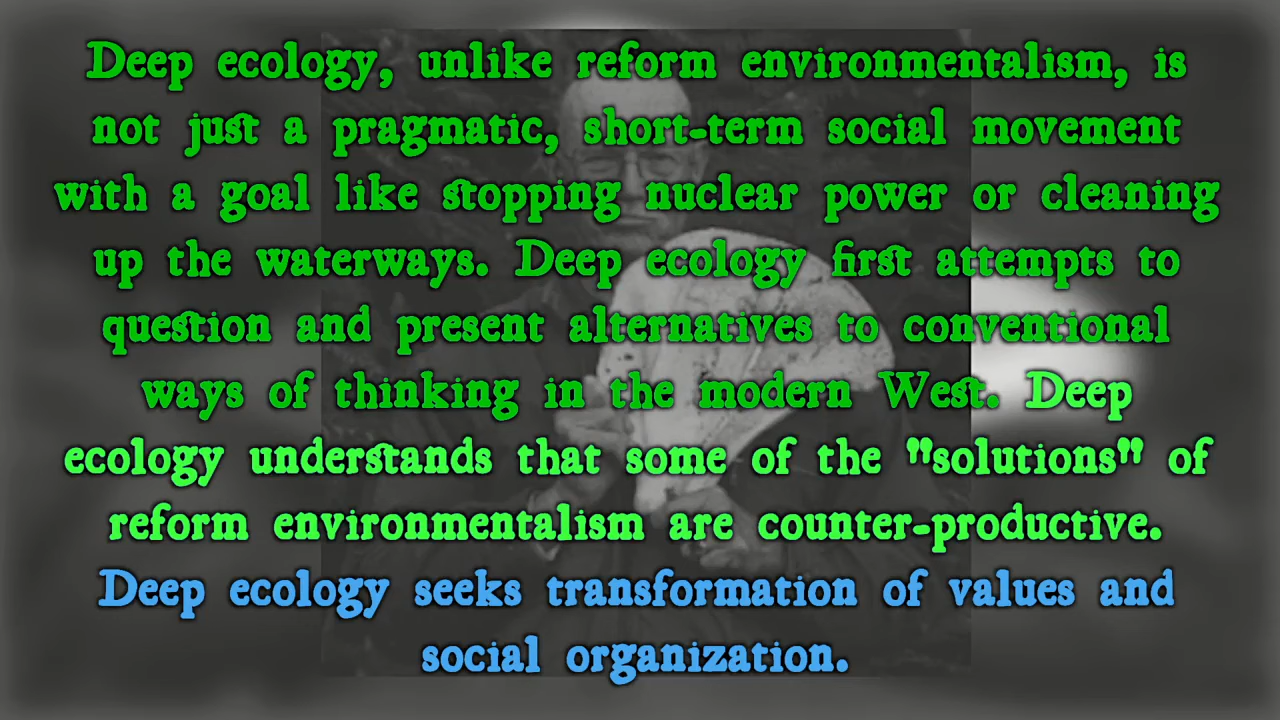 Deep ecology, unlike reform environmentalism, is
not just a pragmatic, short-term social movement
with a goal like stopping nuclear power or cleaning
up the waterways. Deep ecology first attempts to
question and present alternatives to conventional
ways of thinking in the modern West. Deep
ecology understands that some of the "solutions" of
reform environmentalism are counter-productive.
Deep ecology seeks transformation of values and
social organization.